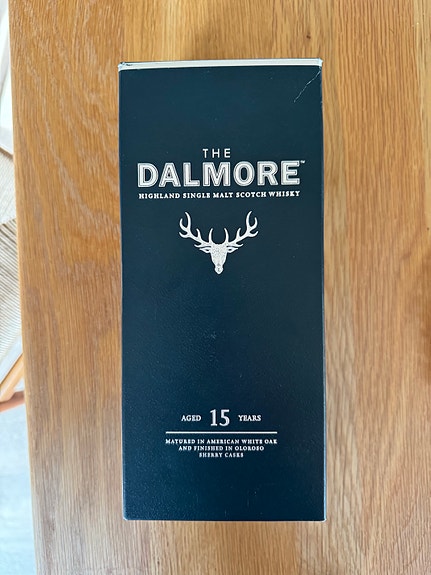 THE
DALMORE™
HIGHLAND SINGLE MALT SCOTCH WHISKY
AGED 15 YEARS
MATURED IN AMERICAN WHITE OAK
AND FINISHED IN OLOROSO
SHERRY CASKS